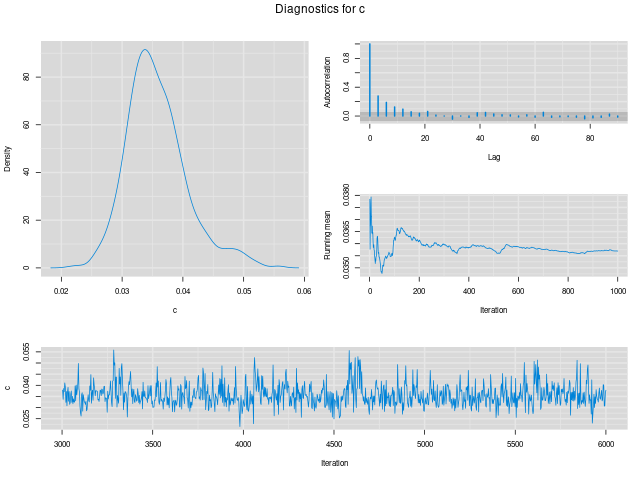 Diagnostics for c
Density
0 20 40 60 80
0.02 0.03 0.04 0.05 0.06
c
Autocorrelation
0.0 0.4 0.8
0 20 40 60 80
Lag
Running mean
0.0350 0.0365 0.0380
0 200 400 600 800 1000
Iteration
c
0.025 0.040 0.055
3000 3500 4000 4500 5000 5500 6000
Iteration